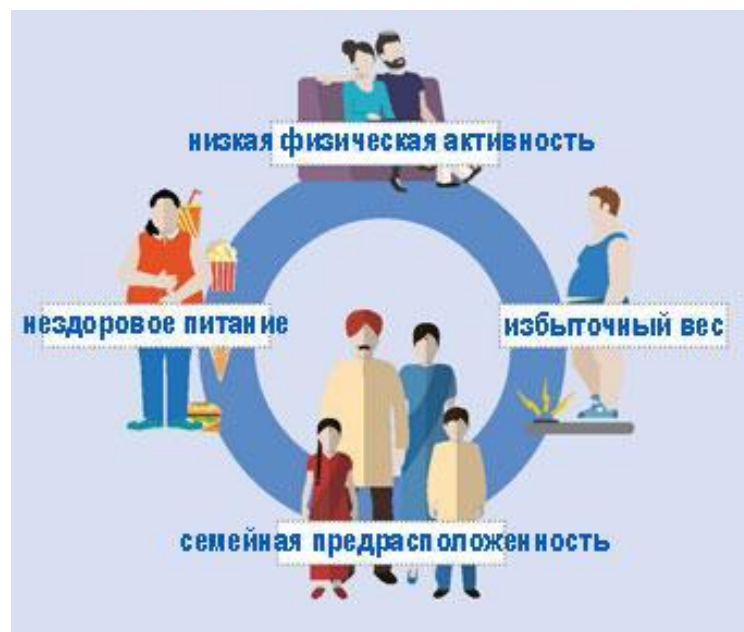 низкая физическая активность
нездоровое питание
избыточный вес
семейная предрасположенность